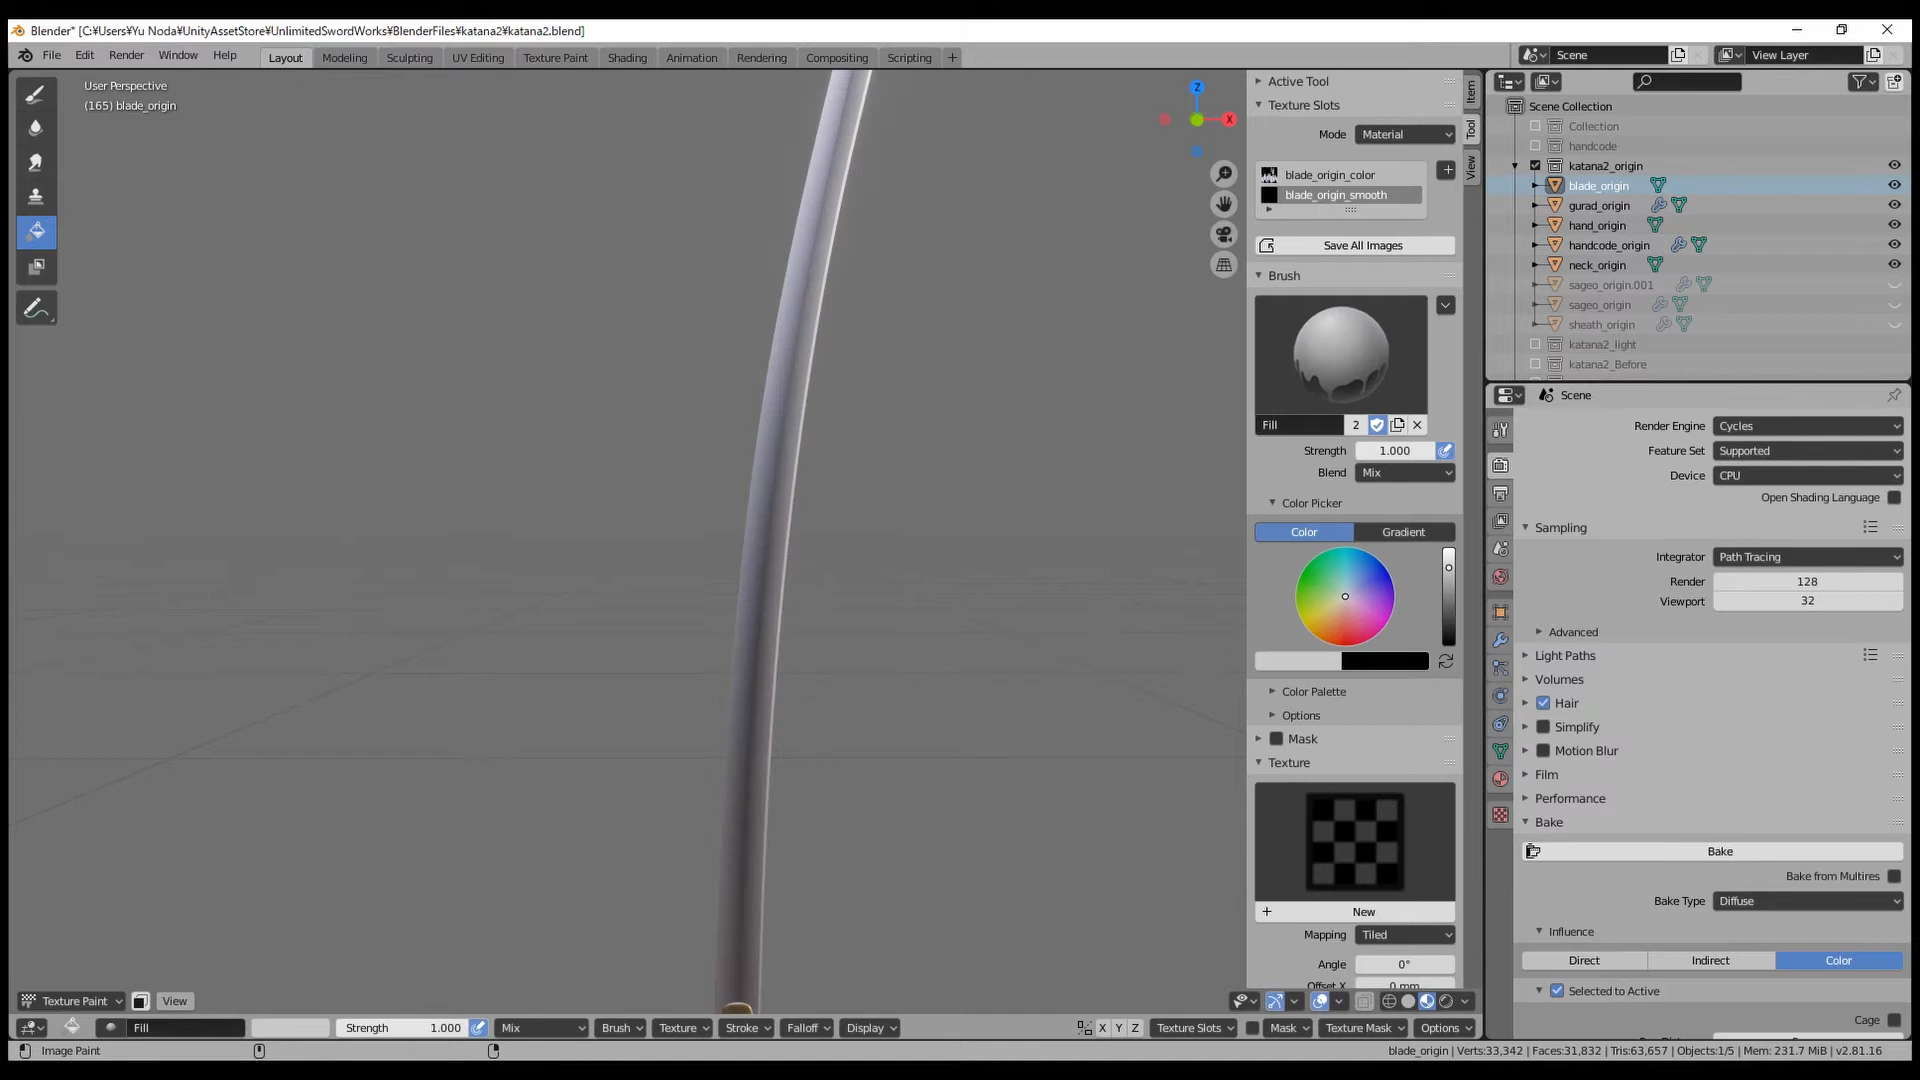 Blender* [C:¥Users¥Yu Noda¥UnityAssetStore¥UnlimitedSwordWorks¥BlenderFiles¥katana2¥katana2.blend]
File Edit Render Window Help Layout Modeling Sculpting UV Editing Texture Paint Shading Animation Rendering Compositing Scripting + Scene View Layer
User Perspective
(165) blade_origin
Z
X
Active Tool
Texture Slots
Mode Material
blade_origin_color
blade_origin_smooth
Save All Images
Brush
Fill 2
Strength 1.000
Blend Mix
Color Picker
Color Gradient
Color Palette
Options
Mask
Texture
New
Mapping Tiled
Angle 0°
Offset X 0 mm
Item
Tool
View
Scene Collection
Collection
handcode
katana2_origin
blade_origin
gurad_origin
hand_origin
handcode_origin
neck_origin
sageo_origin.001
sageo_origin
sheath_origin
katana2_light
katana2_Before
Scene
Render Engine Cycles
Feature Set Supported
Device CPU
Open Shading Language
Sampling
Integrator Path Tracing
Render 128
Viewport 32
Advanced
Light Paths
Volumes
Hair
Simplify
Motion Blur
Film
Performance
Bake
Bake
Bake from Multires
Bake Type Diffuse
Influence
Direct Indirect Color
Selected to Active
Cage
Texture Paint View
Fill Strength 1.000 Mix Brush Texture Stroke Falloff Display X Y Z Texture Slots Mask Texture Mask Options
Image Paint
blade_origin | Verts:33,342 | Faces:31,832 | Tris:63,657 | Objects:1/5 | Mem: 231.7 MiB | v2.81.16